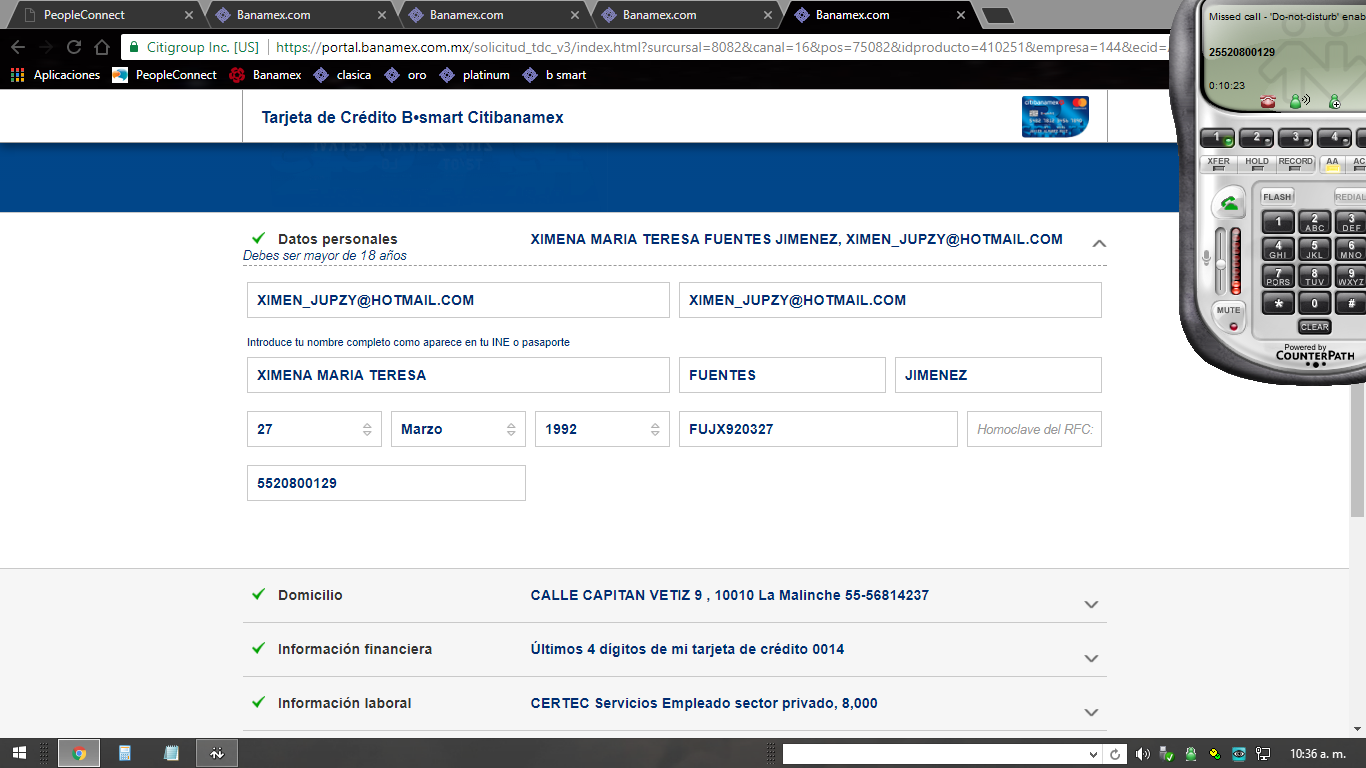 PeopleConnect
Banamex.com
Banamex.com
Banamex.com
Banamex.com
Citigroup Inc. [US] https://portal.banamex.com.mx/solicitud_tdc_v3/index.html?surcursal=8082&canal=16&pos=75082&idproducto=410251&empresa=144&ecid=
Aplicaciones PeopleConnect Banamex clasica oro platinum b smart
Tarjeta de Crédito B•smart Citibanamex
citibanamex
Datos personales XIMENA MARIA TERESA FUENTES JIMENEZ, XIMEN_JUPZY@HOTMAIL.COM
Debes ser mayor de 18 años
XIMEN_JUPZY@HOTMAIL.COM XIMEN_JUPZY@HOTMAIL.COM
Introduce tu nombre completo como aparece en tu INE o pasaporte
XIMENA MARIA TERESA FUENTES JIMENEZ
27 Marzo 1992 FUJX920327 Homoclave del RFC:
5520800129
Domicilio CALLE CAPITAN VETIZ 9 , 10010 La Malinche 55-56814237
Información financiera Últimos 4 dígitos de mi tarjeta de crédito 0014
Información laboral CERTEC Servicios Empleado sector privado, 8,000
Missed call - 'Do-not-disturb' enab
25520800129
0:10:23
1 2 3 4
XFER HOLD RECORD AA AC
FLASH REDIAL
1 2 ABC 3 DEF
4 GHI 5 JKL 6 MNO
7 PQRS 8 TUV 9 WXYZ
* 0 #
MUTE
CLEAR
Powered by
COUNTERPATH
10:36 a. m.